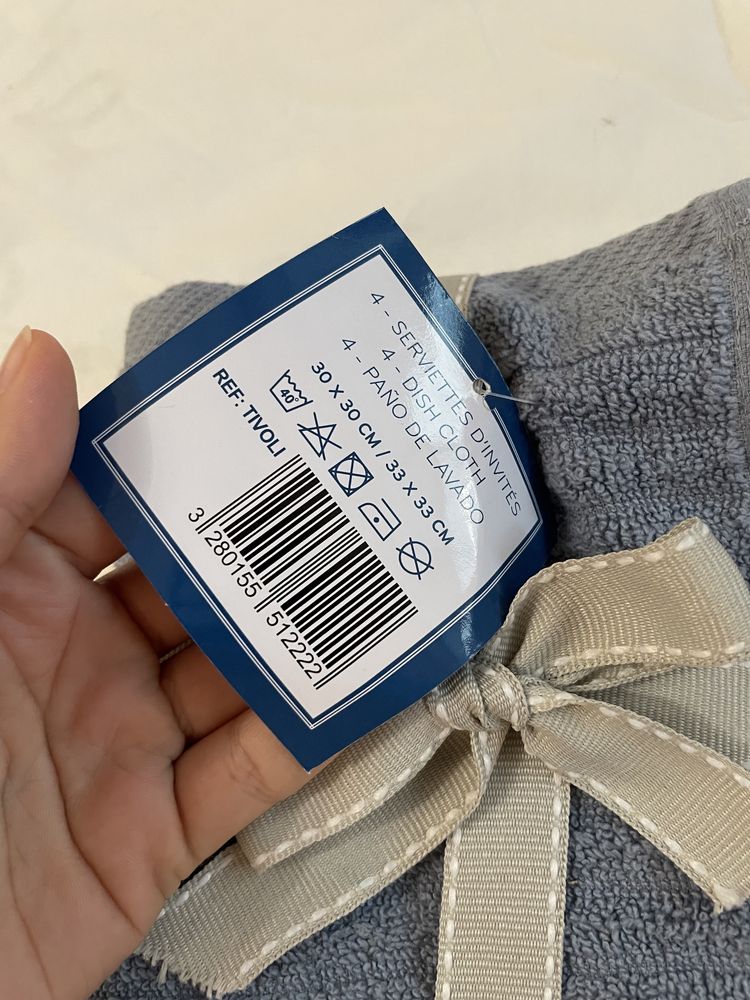 4 - SERVIETTES D'INVITÉS
4 - DISH CLOTH
4 - PAÑO DE LAVADO
30 X 30 CM / 33 X 33 CM
40°
REF: TIVOLI
3 280155 512222